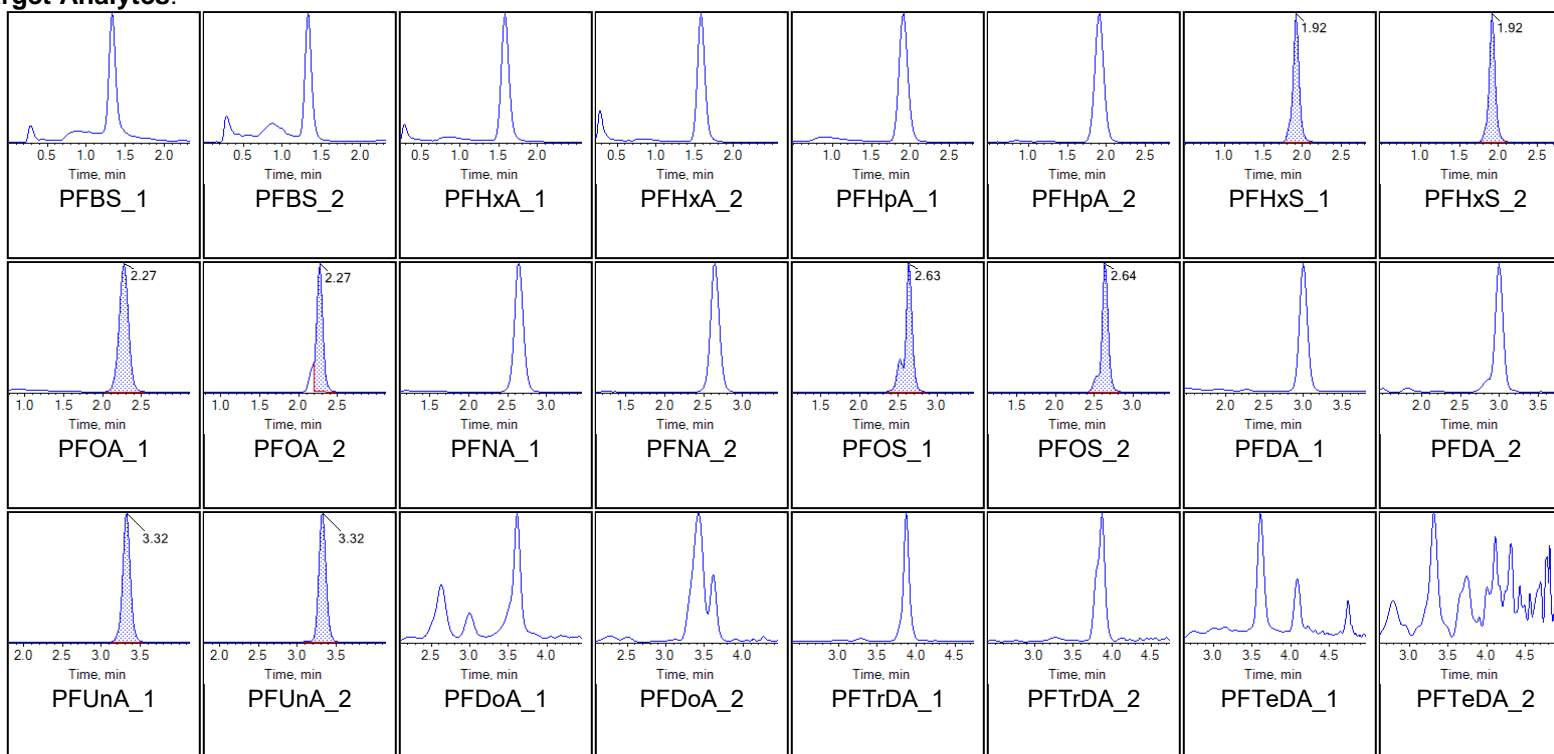 rget Analytes:
1.92 1.92
0.5 1.0 1.5 2.0 0.5 1.0 1.5 2.0 0.5 1.0 1.5 2.0 0.5 1.0 1.5 2.0 1.0 1.5 2.0 2.5 1.0 1.5 2.0 2.5 1.0 1.5 2.0 2.5 1.0 1.5 2.0 2.5
Time, min Time, min Time, min Time, min Time, min Time, min Time, min Time, min
PFBS_1 PFBS_2 PFHxA_1 PFHxA_2 PFHpA_1 PFHpA_2 PFHxS_1 PFHxS_2
2.27 2.27 2.63 2.64
1.0 1.5 2.0 2.5 1.0 1.5 2.0 2.5 1.5 2.0 2.5 3.0 1.5 2.0 2.5 3.0 1.5 2.0 2.5 3.0 1.5 2.0 2.5 3.0 2.0 2.5 3.0 3.5 2.0 2.5 3.0 3.5
Time, min Time, min Time, min Time, min Time, min Time, min Time, min Time, min
PFOA_1 PFOA_2 PFNA_1 PFNA_2 PFOS_1 PFOS_2 PFDA_1 PFDA_2
3.32 3.32
2.0 2.5 3.0 3.5 2.0 2.5 3.0 3.5 2.5 3.0 3.5 4.0 2.5 3.0 3.5 4.0 3.0 3.5 4.0 4.5 3.0 3.5 4.0 4.5 3.0 3.5 4.0 4.5 3.0 3.5 4.0 4.5
Time, min Time, min Time, min Time, min Time, min Time, min Time, min Time, min
PFUnA_1 PFUnA_2 PFDoA_1 PFDoA_2 PFTrDA_1 PFTrDA_2 PFTeDA_1 PFTeDA_2